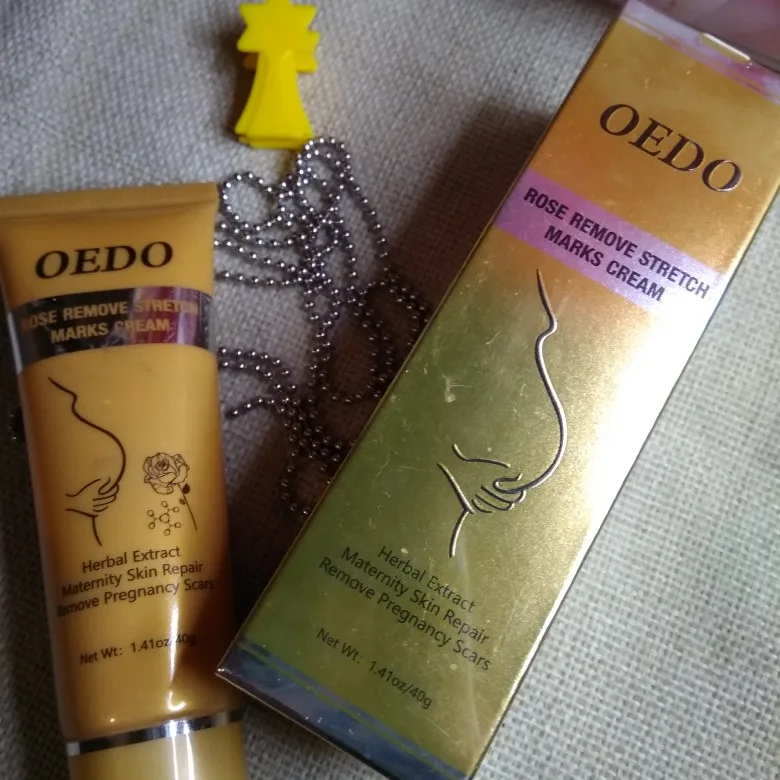 OEDO
ROSE REMOVE STRETCH
MARKS CREAM
Herbal Extract
Maternity Skin Repair
Remove Pregnancy Scars
Net Wt: 1.41oz/40g
OEDO
ROSE REMOVE STRETCH
MARKS CREAM
Herbal Extract
Maternity Skin Repair
Remove Pregnancy Scars
Net Wt: 1.41oz/40g